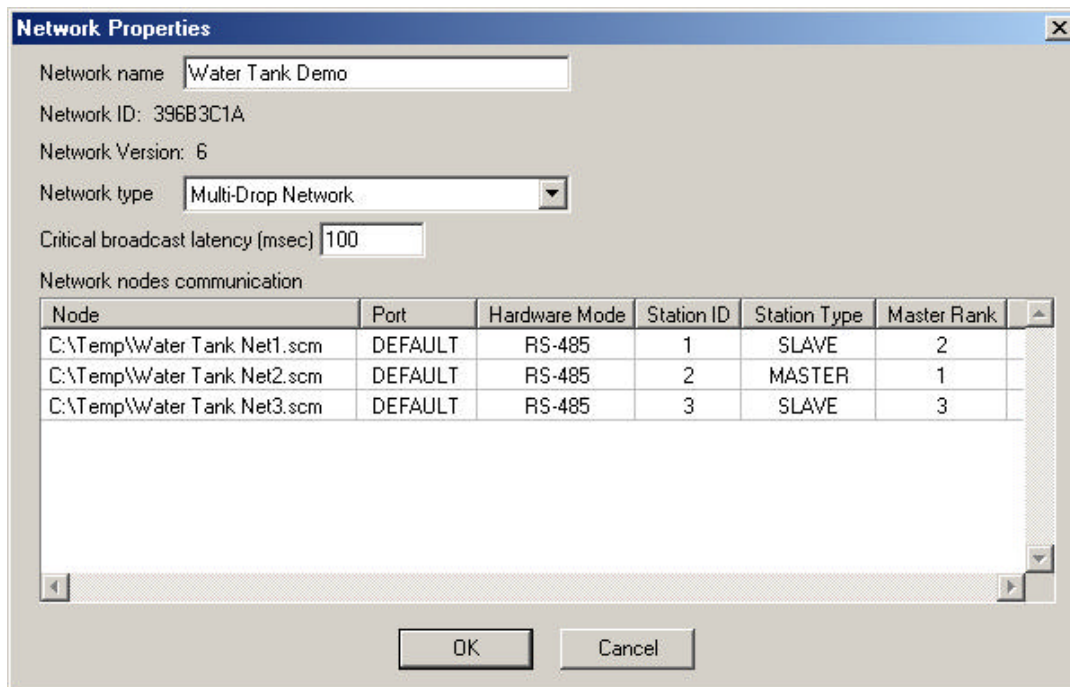 Network Properties
Network name Water Tank Demo
Network ID: 396B3C1A
Network Version: 6
Network type Multi-Drop Network
Critical broadcast latency (msec) 100
Network nodes communication
Node Port Hardware Mode Station ID Station Type Master Rank
C:\Temp\Water Tank Net1.scm DEFAULT RS-485 1 SLAVE 2
C:\Temp\Water Tank Net2.scm DEFAULT RS-485 2 MASTER 1
C:\Temp\Water Tank Net3.scm DEFAULT RS-485 3 SLAVE 3
OK Cancel